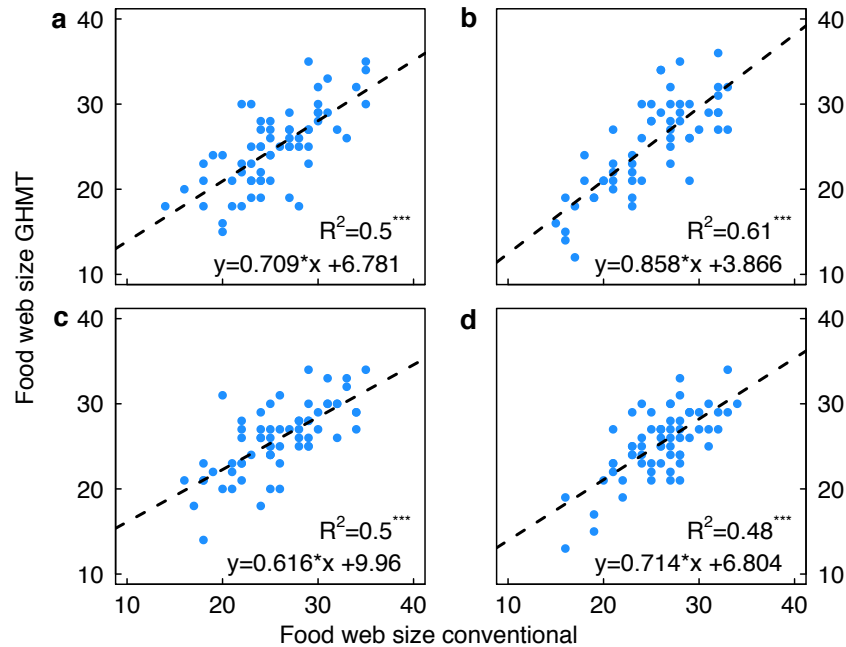 a
b
40
30
20
10
40
30
20
10
R²=0.5***
y=0.709*x +6.781
R²=0.61***
y=0.858*x +3.866
Food web size GHMT
c
d
40
30
20
10
40
30
20
10
R²=0.5***
y=0.616*x +9.96
R²=0.48***
y=0.714*x +6.804
10 20 30 40
10 20 30 40
Food web size conventional